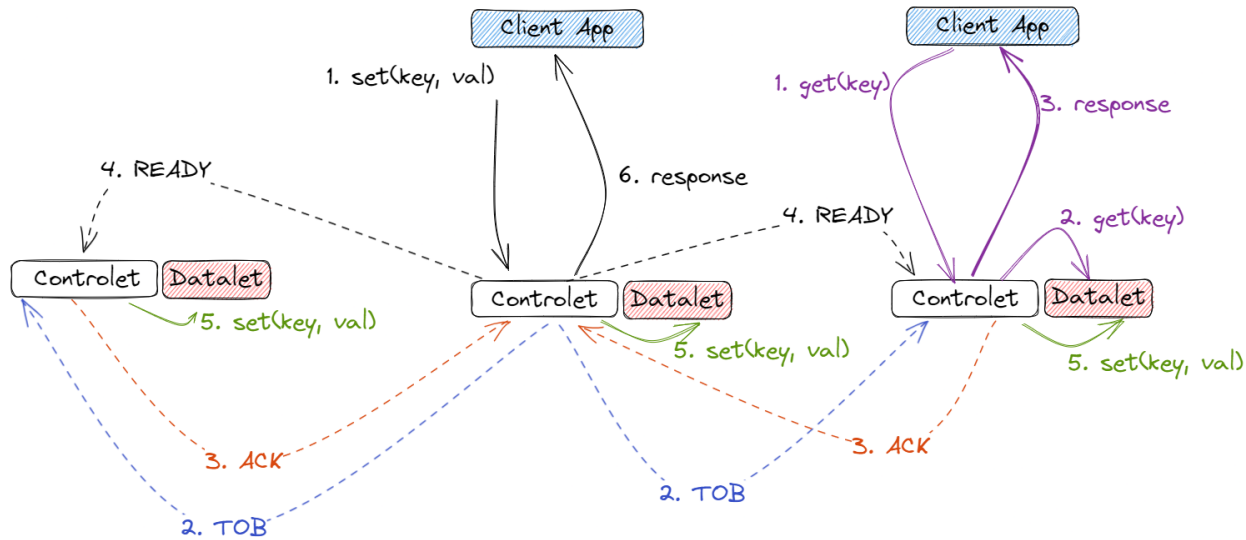 Client App
Client App
1. set(key, val)
1. get(key)
3. response
4. READY
6. response
4. READY
2. get(key)
Controlet
Datalet
Controlet
Datalet
Controlet
Datalet
5. set(key, val)
5. set(key, val)
5. set(key, val)
3. ACK
3. ACK
2. TOB
2. TOB